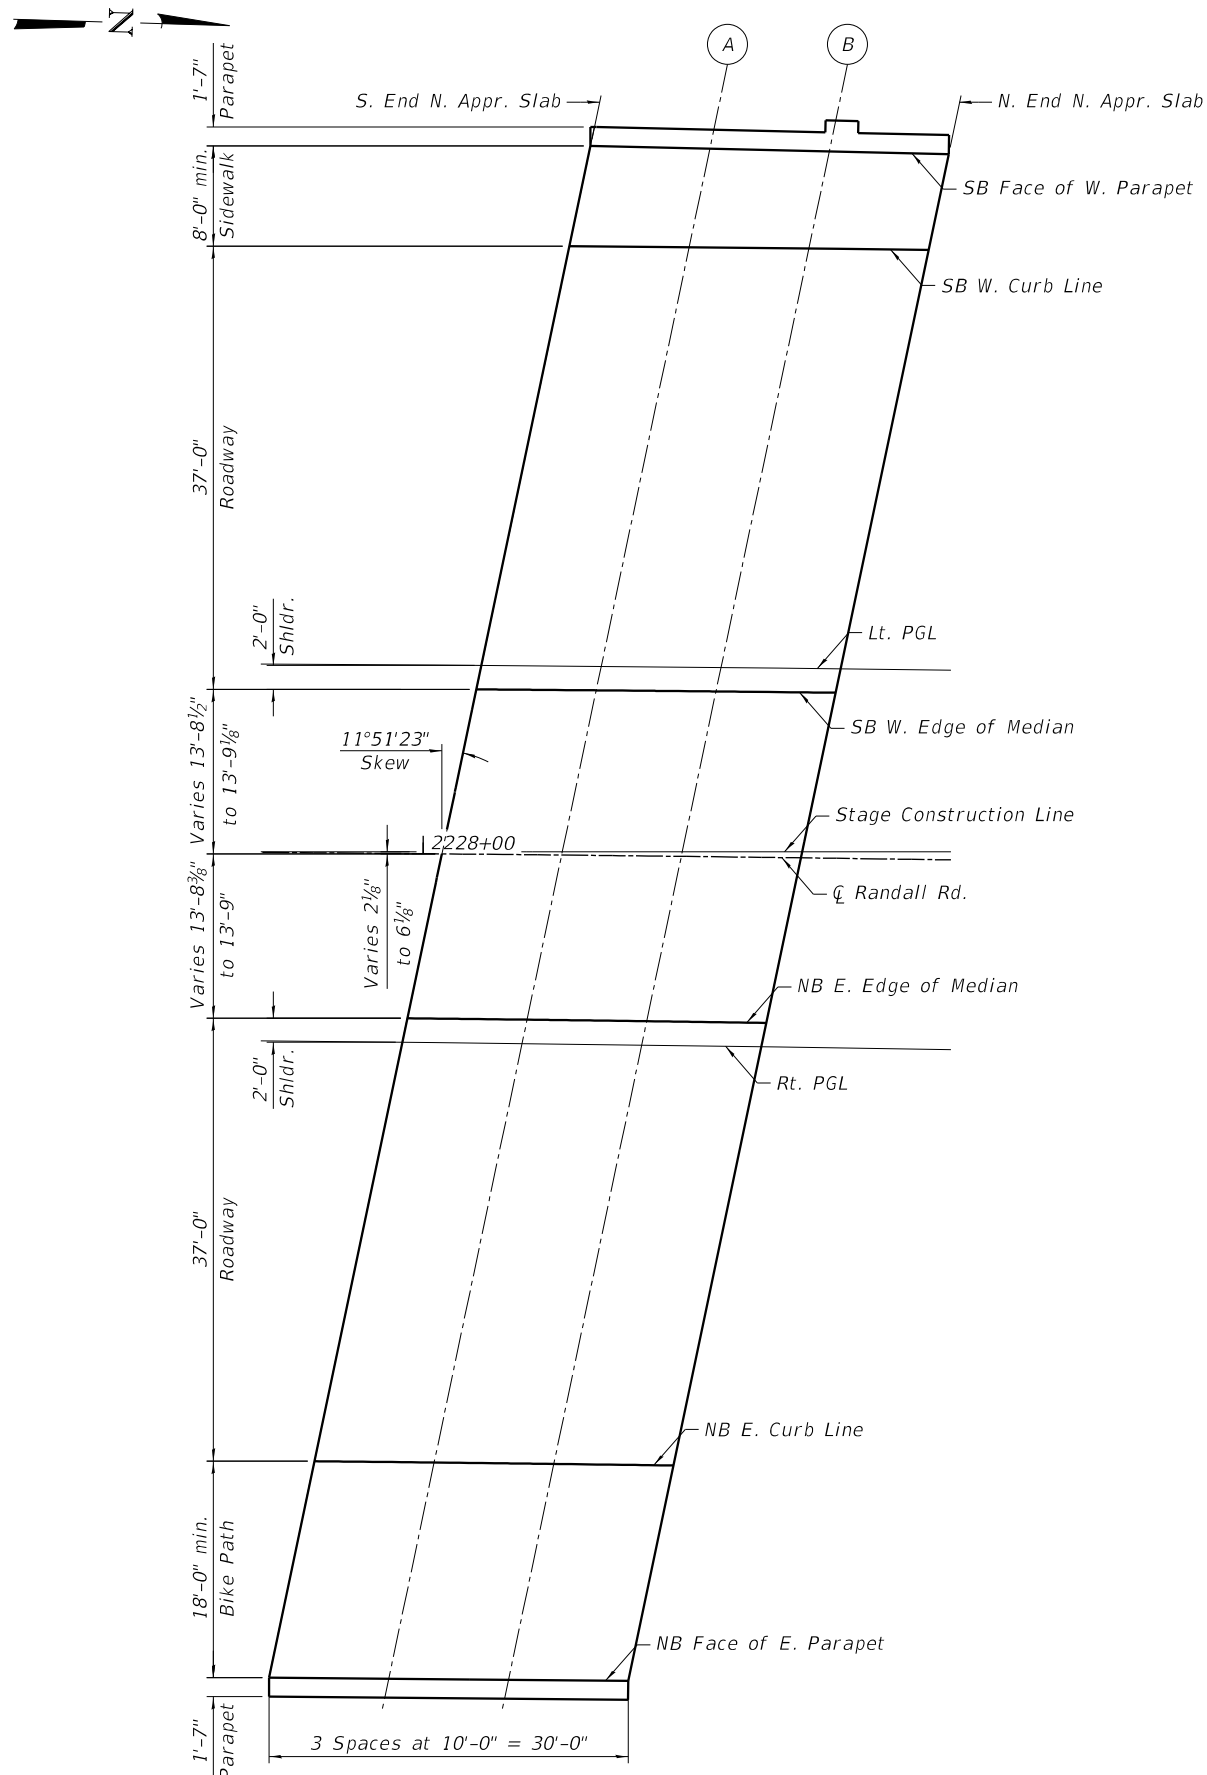 N
A
B
1'-7"
Parapet
S. End N. Appr. Slab
N. End N. Appr. Slab
8'-0" min.
Sidewalk
SB Face of W. Parapet
SB W. Curb Line
37'-0"
Roadway
2'-0"
Shldr.
Lt. PGL
Varies 13'-8½"
to 13'-9⅛"
11°51'23"
Skew
SB W. Edge of Median
Stage Construction Line
2228+00
℄ Randall Rd.
Varies 13'-8⅜"
to 13'-9"
Varies 2⅛"
to 6⅛"
NB E. Edge of Median
2'-0"
Shldr.
Rt. PGL
37'-0"
Roadway
NB E. Curb Line
18'-0" min.
Bike Path
NB Face of E. Parapet
1'-7"
Parapet
3 Spaces at 10'-0" = 30'-0"